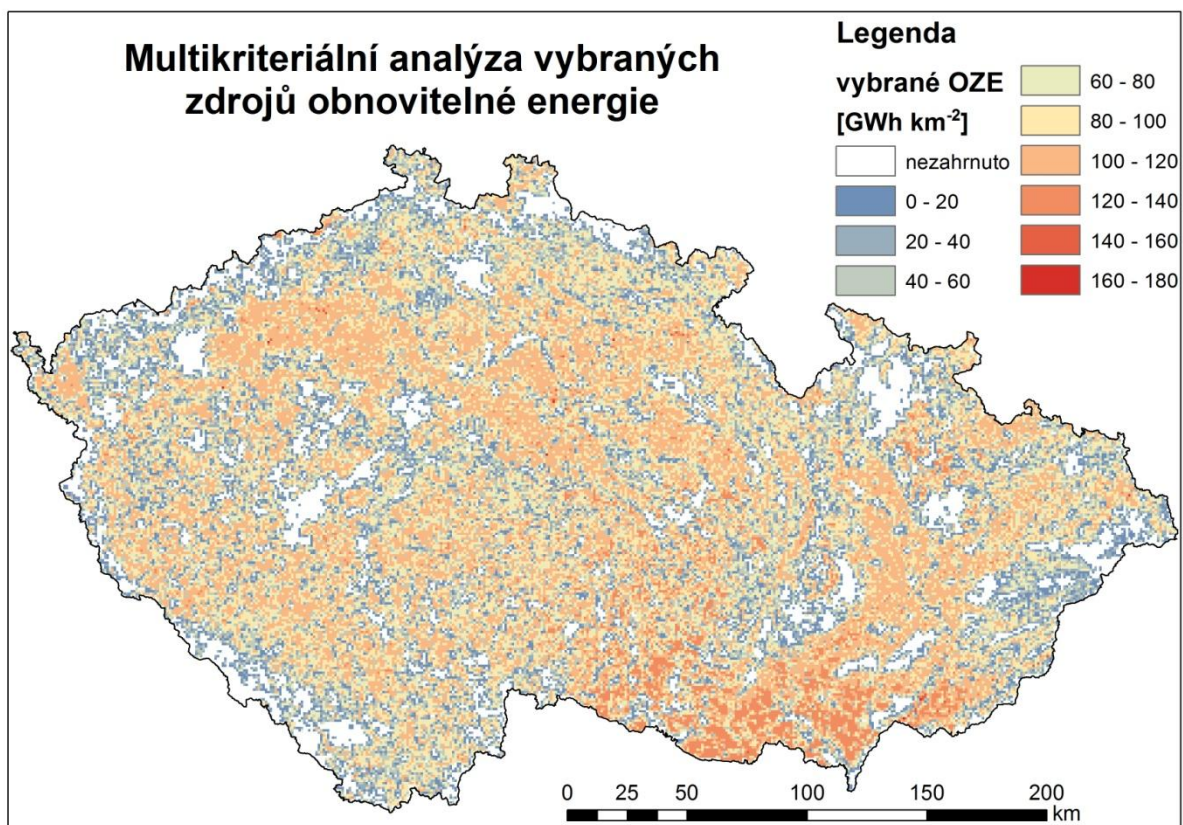 Multikriteriální analýza vybraných
zdrojů obnovitelné energie
Legenda
vybrané OZE
[GWh km-2]
nezahrnuto
0 - 20
20 - 40
40 - 60
60 - 80
80 - 100
100 - 120
120 - 140
140 - 160
160 - 180
0 25 50 100 150 200
km